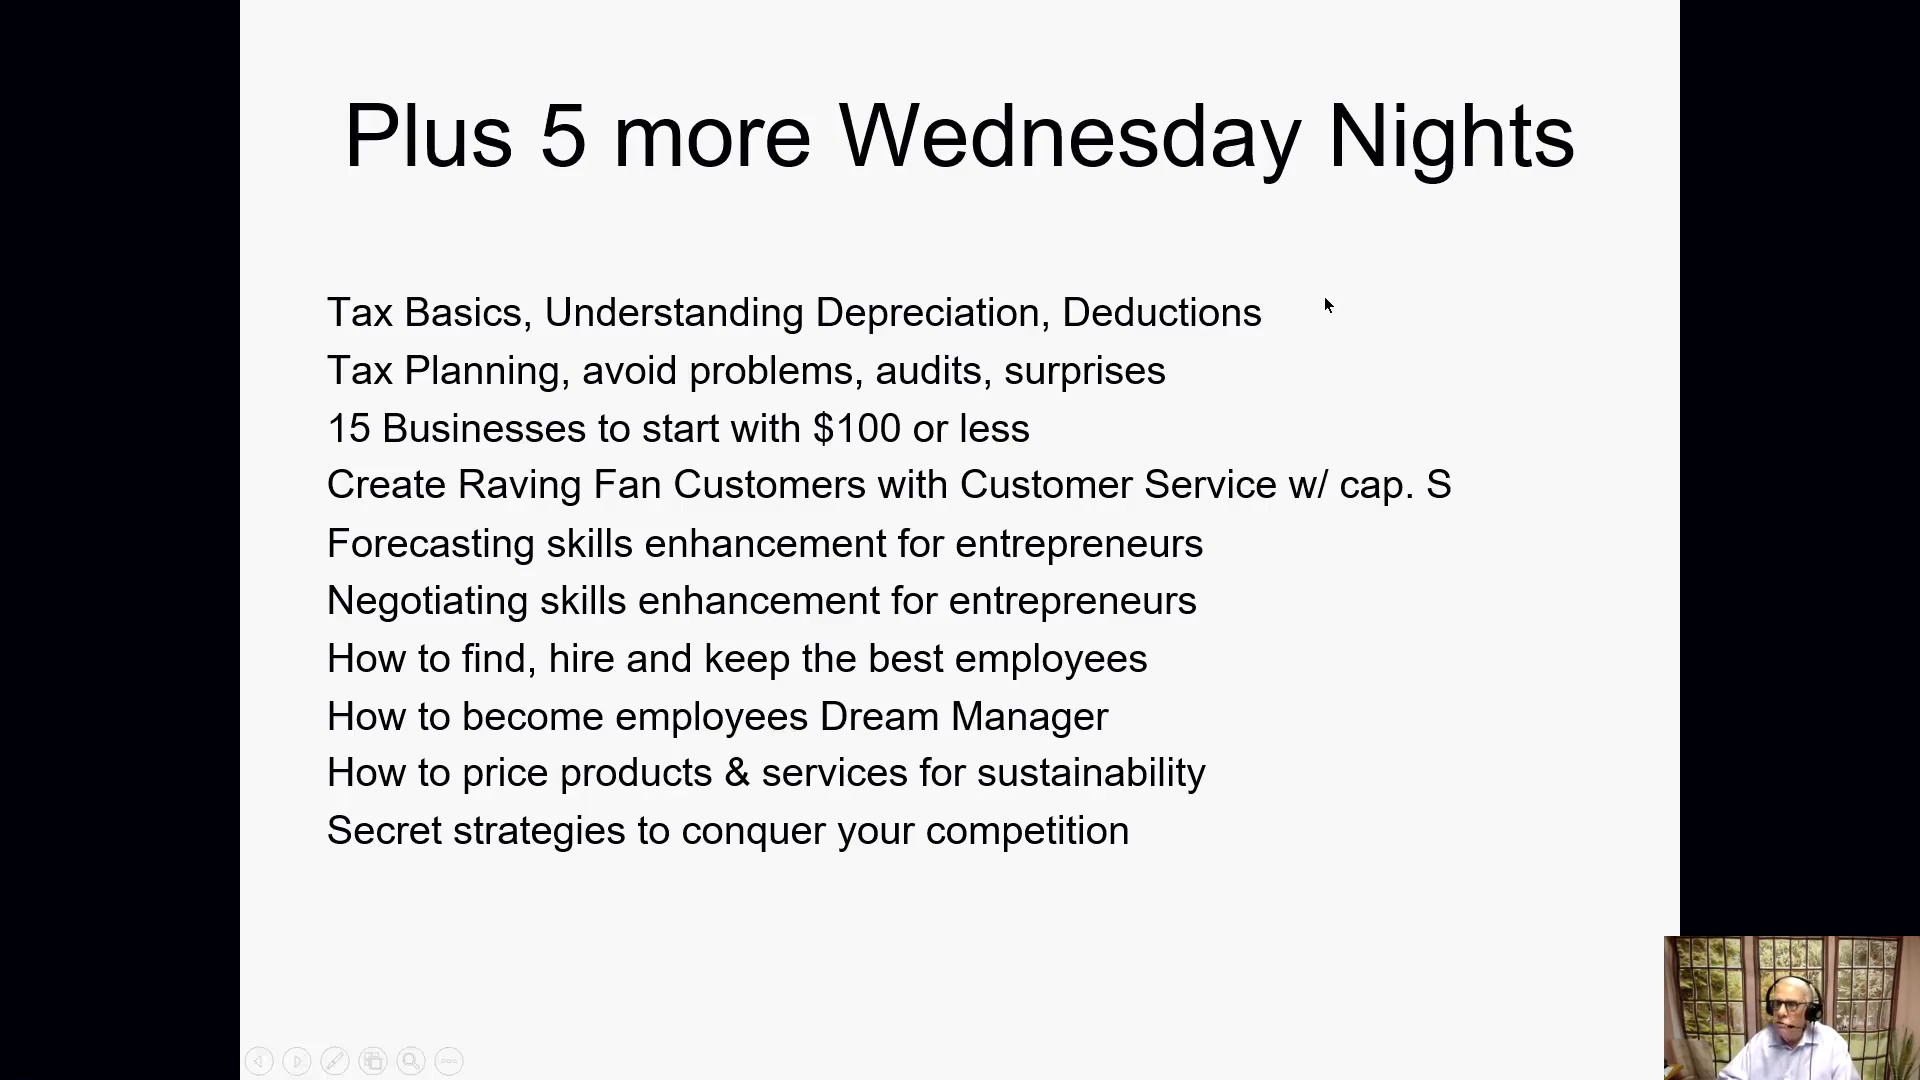 Plus 5 more Wednesday Nights
Tax Basics, Understanding Depreciation, Deductions
Tax Planning, avoid problems, audits, surprises
15 Businesses to start with $100 or less
Create Raving Fan Customers with Customer Service w/ cap. S
Forecasting skills enhancement for entrepreneurs
Negotiating skills enhancement for entrepreneurs
How to find, hire and keep the best employees
How to become employees Dream Manager
How to price products & services for sustainability
Secret strategies to conquer your competition